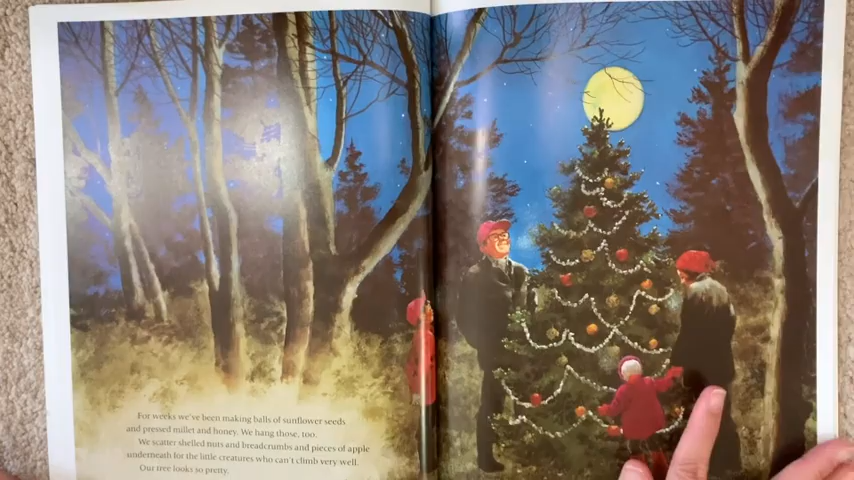 For weeks we've been making balls of sunflower seeds
and pressed millet and honey. We hang those, too.
We scatter shelled nuts and breadcrumbs and pieces of apple
underneath for the little creatures who can't climb very well.
Our tree looks so pretty.